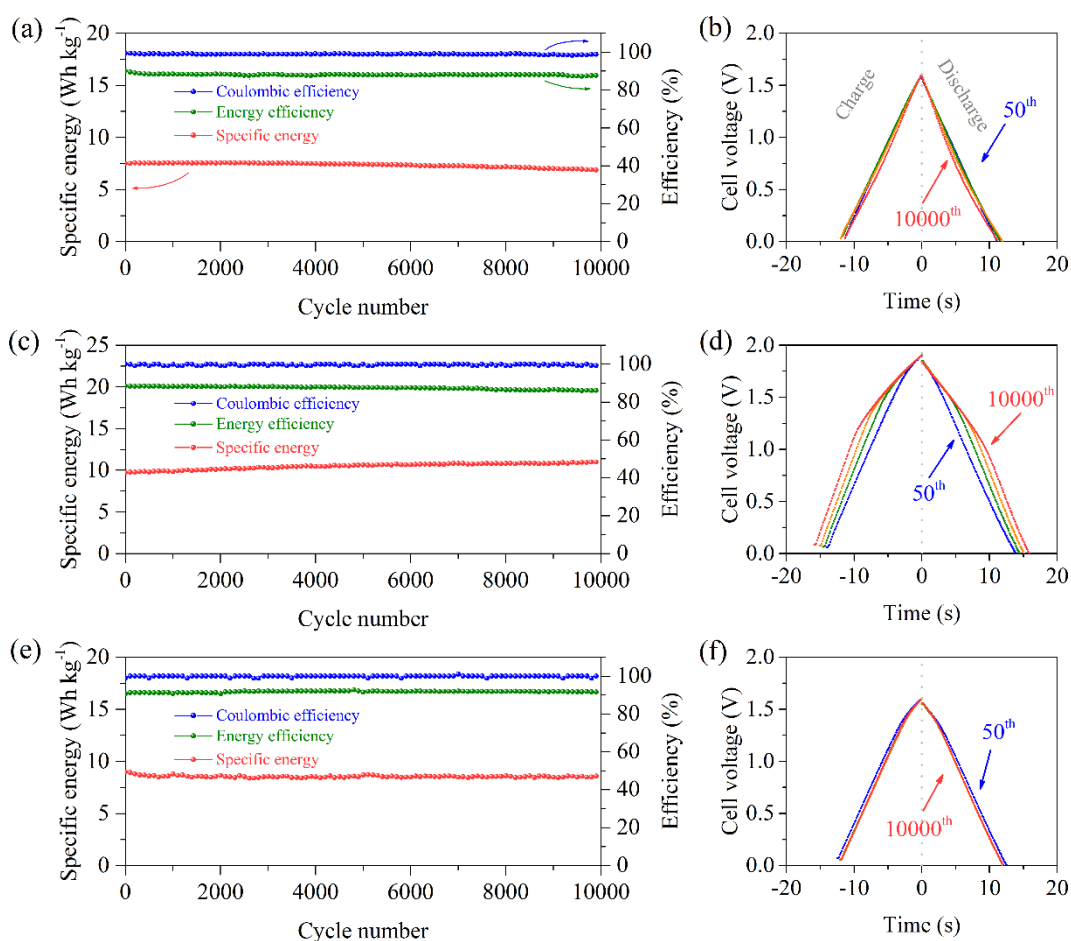 (a)
Specific energy (Wh kg⁻¹)
20
15
10
5
0
Coulombic efficiency
Energy efficiency
Specific energy
100
80
60
40
20
0
Efficiency (%)
0 2000 4000 6000 8000 10000
Cycle number
(b)
Cell voltage (V)
2.0
1.5
1.0
0.5
0.0
Charge
Discharge
50th
10000th
-20 -10 0 10 20
Time (s)
(c)
Specific energy (Wh kg⁻¹)
25
20
15
10
5
0
Coulombic efficiency
Energy efficiency
Specific energy
100
80
60
40
20
0
Efficiency (%)
0 2000 4000 6000 8000 10000
Cycle number
(d)
Cell voltage (V)
2.0
1.5
1.0
0.5
0.0
10000th
50th
-20 -10 0 10 20
Time (s)
(e)
Specific energy (Wh kg⁻¹)
20
15
10
5
0
Coulombic efficiency
Energy efficiency
Specific energy
100
80
60
40
20
0
Efficiency (%)
0 2000 4000 6000 8000 10000
Cycle number
(f)
Cell voltage (V)
2.0
1.5
1.0
0.5
0.0
50th
10000th
-20 -10 0 10 20
Time (s)